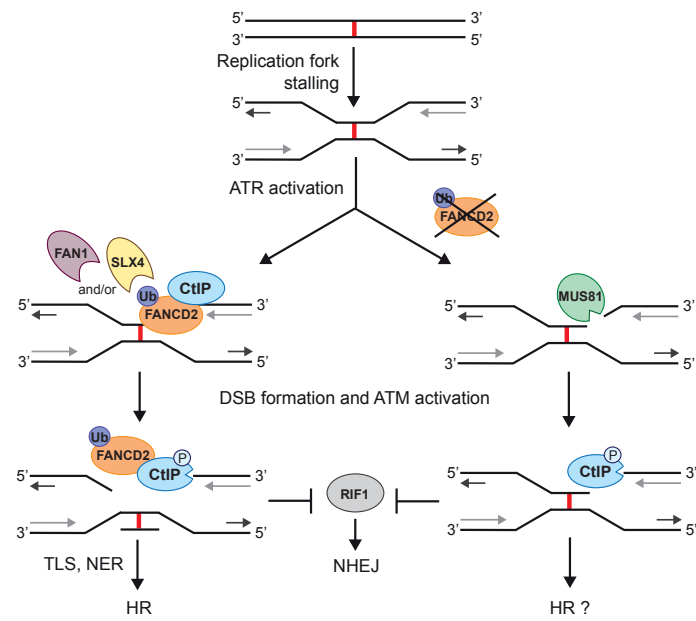 5' 3'
3' 5'
Replication fork
stalling
5' 3'
3' 5'
ATR activation
Ub
FANCD2
FAN1
SLX4
and/or
Ub
CtIP
FANCD2
5' 3'
3' 5'
MUS81
5' 3'
3' 5'
DSB formation and ATM activation
Ub
FANCD2
P
CtIP
5' 3'
3' 5'
RIF1
P
CtIP
5' 3'
3' 5'
TLS, NER
NHEJ
HR
HR ?